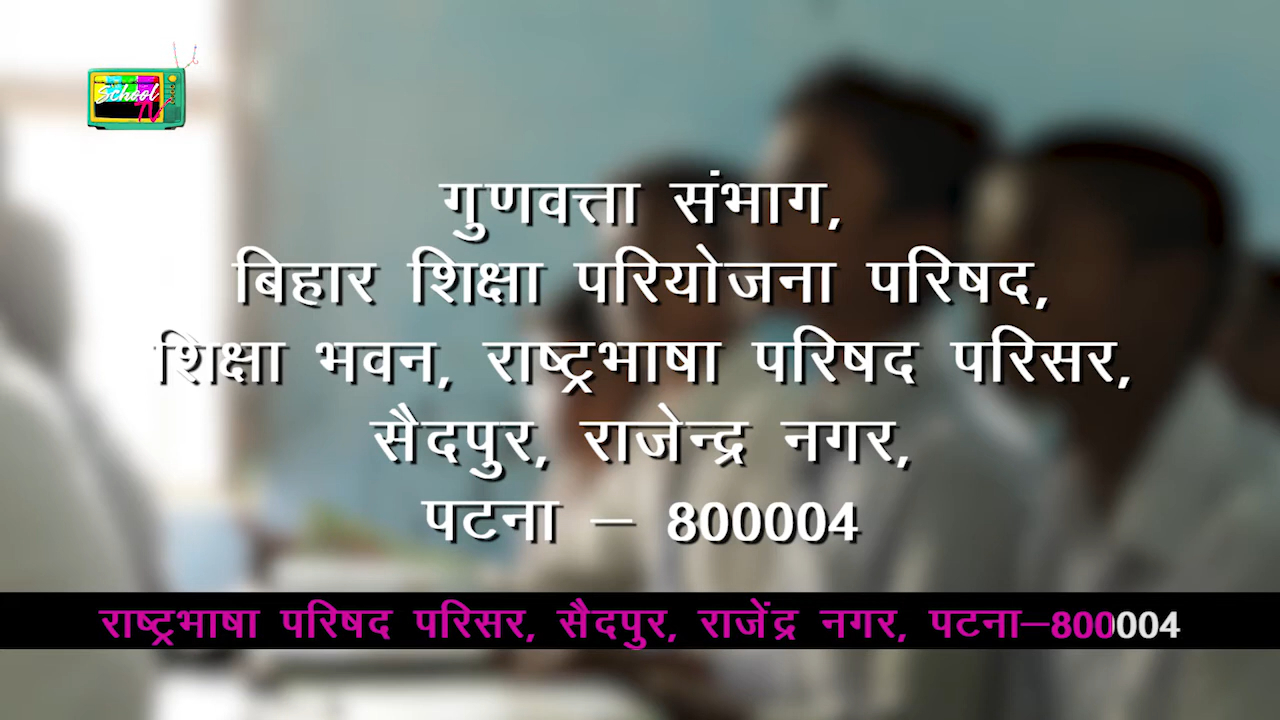 School
TV
गुणवत्ता संभाग,
बिहार शिक्षा परियोजना परिषद,
शिक्षा भवन, राष्ट्रभाषा परिषद परिसर,
सैदपुर, राजेन्द्र नगर,
पटना – 800004
राष्ट्रभाषा परिषद परिसर, सैदपुर, राजेंद्र नगर, पटना–800004